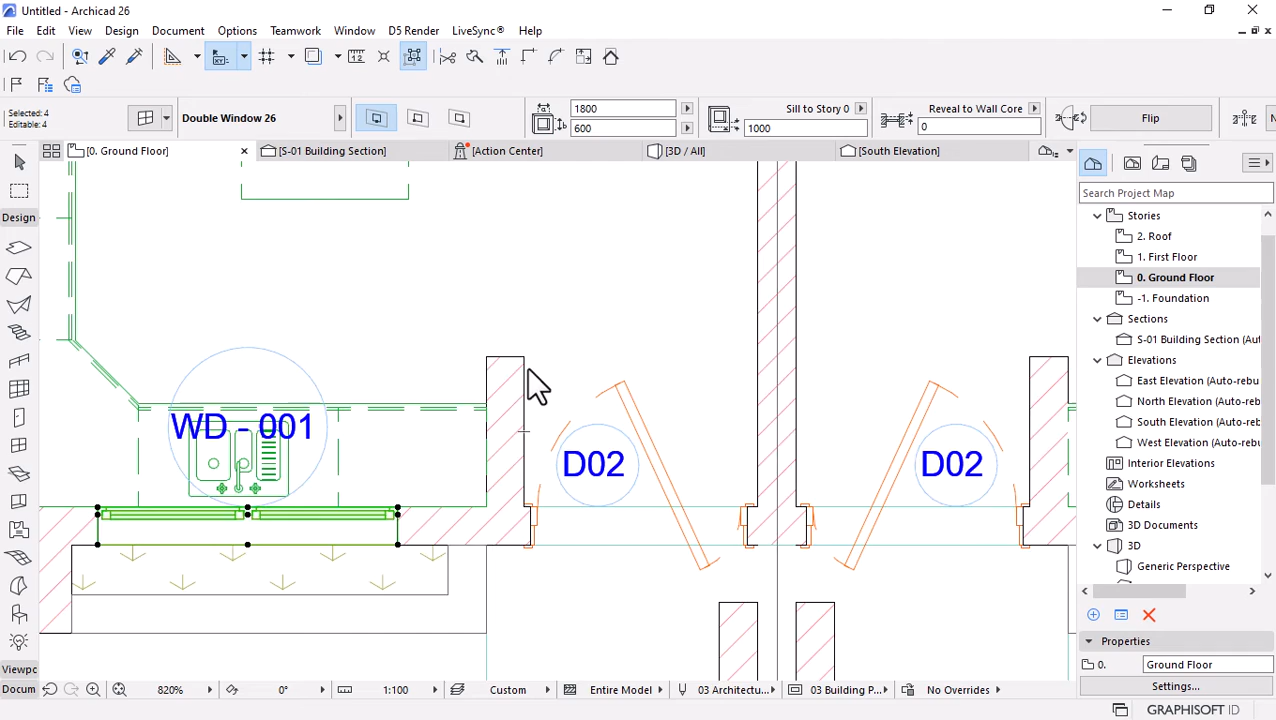 Untitled - Archicad 26
File Edit View Design Document Options Teamwork Window D5 Render LiveSync® Help
Selected: 4
Editable: 4
Double Window 26
1800
600
Sill to Story 0
1000
Reveal to Wall Core
0
Flip
[0. Ground Floor]
[S-01 Building Section]
[Action Center]
[3D / All]
[South Elevation]
Design
WD - 001
D02
D02
Search Project Map
Stories
2. Roof
1. First Floor
0. Ground Floor
-1. Foundation
Sections
S-01 Building Section (Aut
Elevations
East Elevation (Auto-rebu
North Elevation (Auto-reb
South Elevation (Auto-reb
West Elevation (Auto-rebu
Interior Elevations
Worksheets
Details
3D Documents
3D
Generic Perspective
Properties
0.
Ground Floor
Settings...
Viewpc
Docum
820%
0°
1:100
Custom
Entire Model
03 Architectu...
03 Building P...
No Overrides
GRAPHISOFT ID